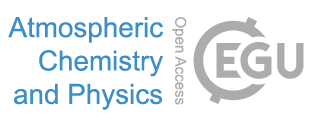 Atmospheric
Chemistry
and Physics
Open Access
EGU